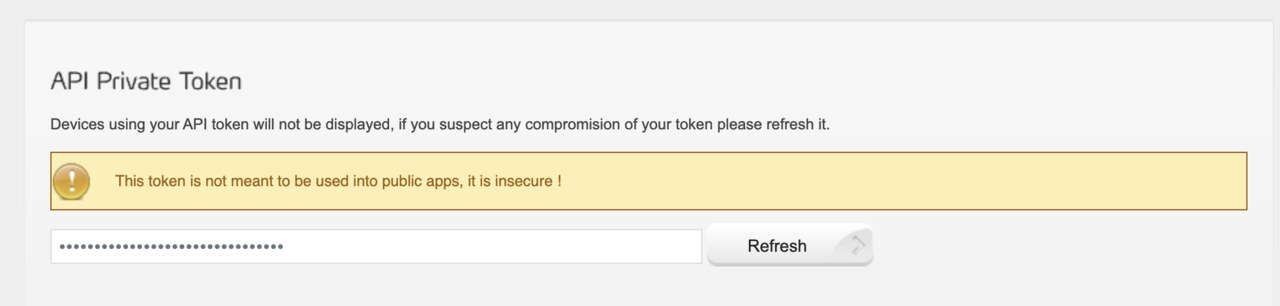 API Private Token
Devices using your API token will not be displayed, if you suspect any compromision of your token please refresh it.
This token is not meant to be used into public apps, it is insecure !
••••••••••••••••••••••••••••••••
Refresh